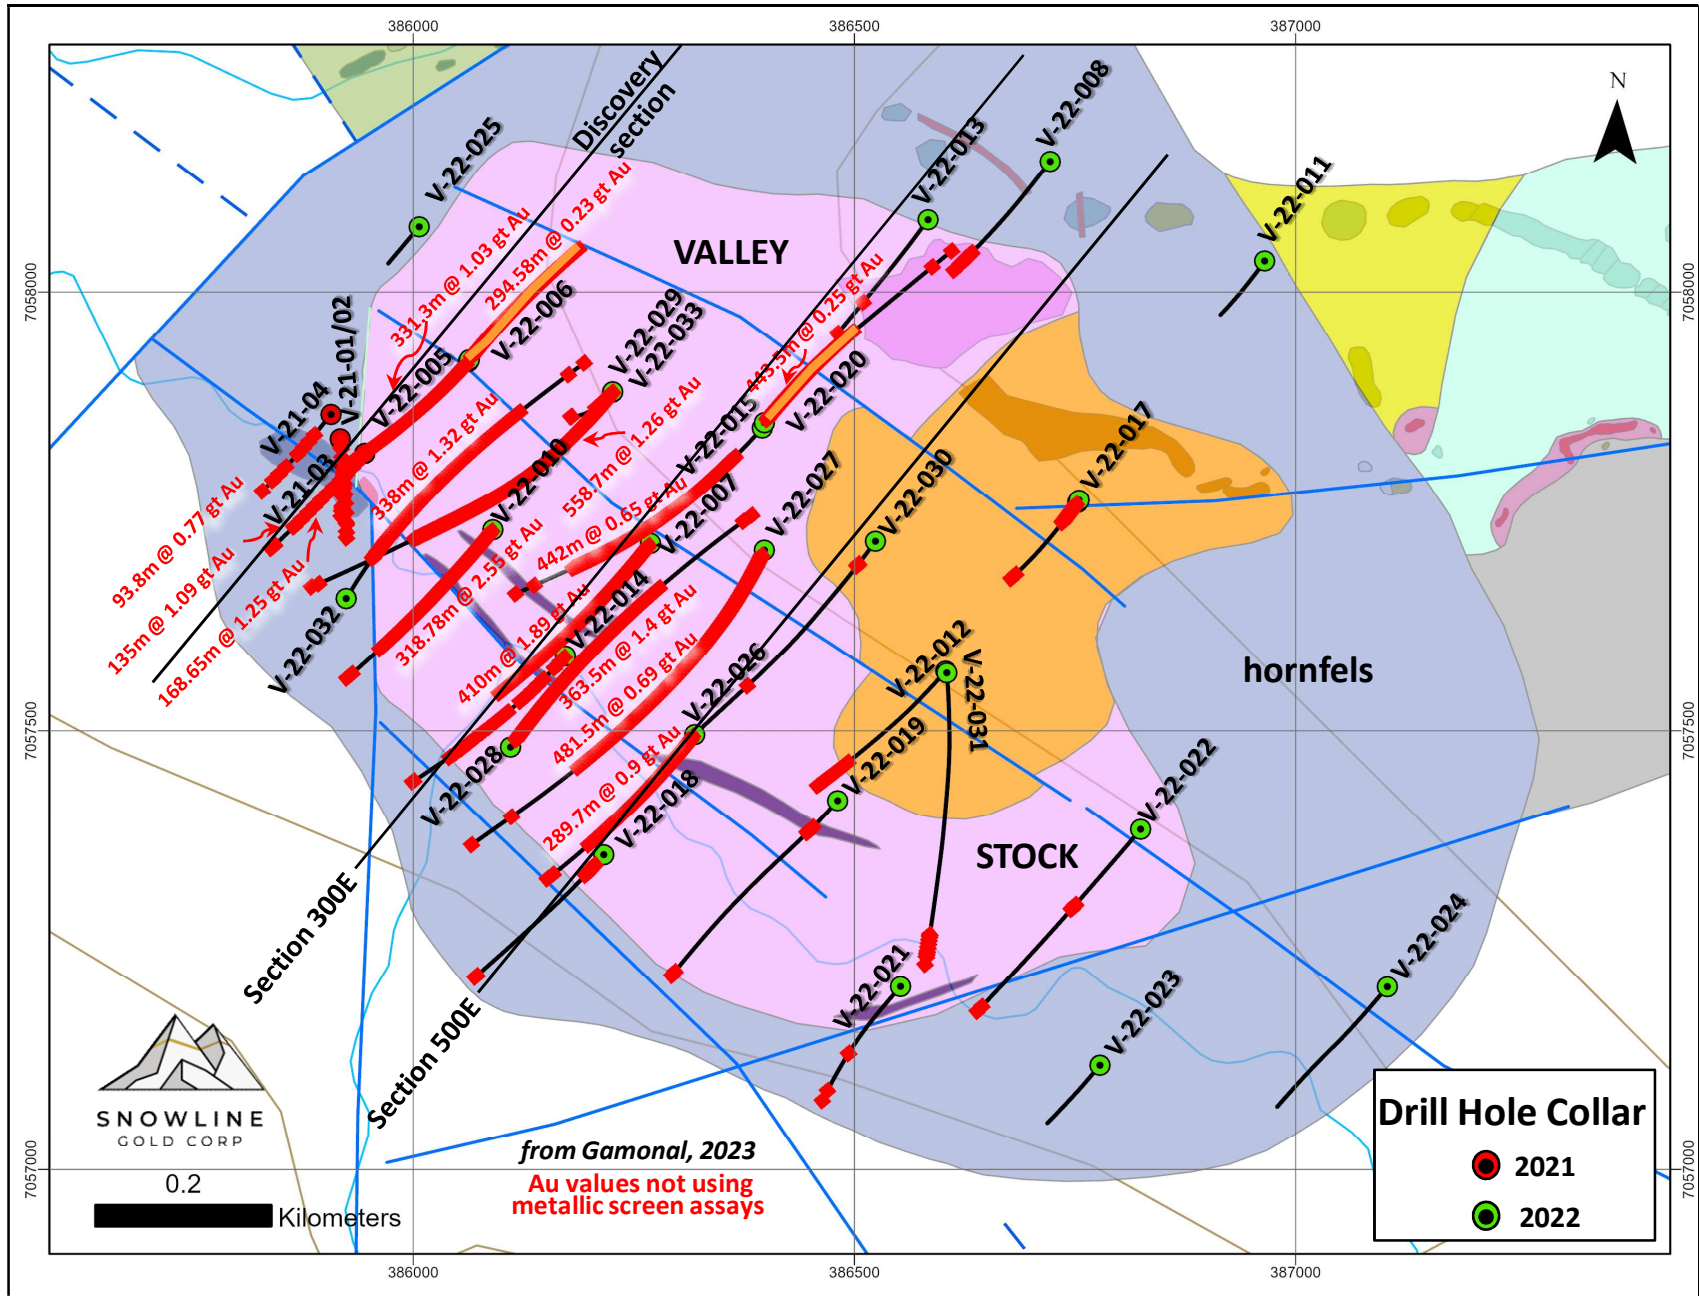 386000
386500
387000
N
7058000
7058000
7057500
7057500
7057000
7057000
386000
386500
387000
Discovery
section
V-22-025
V-22-013
V-22-008
V-22-011
331.3m @ 1.03 gt Au
294.58m @ 0.23 gt Au
VALLEY
V-22-006
V-22-029
V-22-033
443.5m @ 0.25 gt Au
V-21-01/02
V-21-04
V-22-005
V-22-020
V-22-015
V-22-017
338m @ 1.32 gt Au
558.7m @ 1.26 gt Au
V-21-03
V-22-010
V-22-027
V-22-030
V-22-007
93.8m @ 0.77 gt Au
135m @ 1.09 gt Au
168.65m @ 1.25 gt Au
318.78m @ 2.55 gt Au
442m @ 0.65 gt Au
V-22-032
V-22-014
410m @ 1.89 gt Au
363.5m @ 1.4 gt Au
481.5m @ 0.69 gt Au
V-22-026
V-22-012
V-22-031
hornfels
V-22-028
289.7m @ 0.9 gt Au
V-22-018
V-22-019
V-22-022
STOCK
Section 300E
Section 500E
V-22-021
V-22-023
V-22-024
SNOWLINE
GOLD CORP
0.2
Kilometers
from Gamonal, 2023
Au values not using
metallic screen assays
Drill Hole Collar
2021
2022